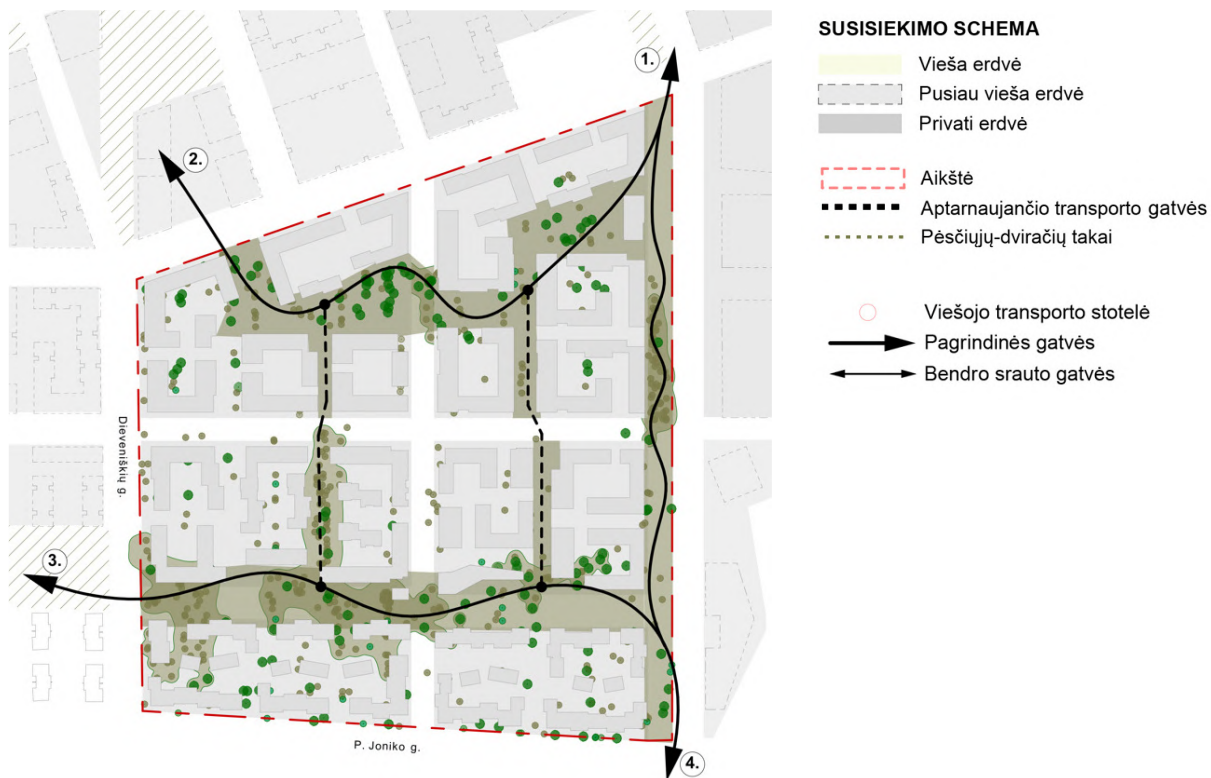 1.
2.
Dieveniškių g.
3.
P. Joniko g.
4.
SUSISIEKIMO SCHEMA
Vieša erdvė
Pusiau vieša erdvė
Privati erdvė
Aikštė
Aptarnaujančio transporto gatvės
Pėsčiųjų-dviračių takai
Viešojo transporto stotelė
Pagrindinės gatvės
Bendro srauto gatvės